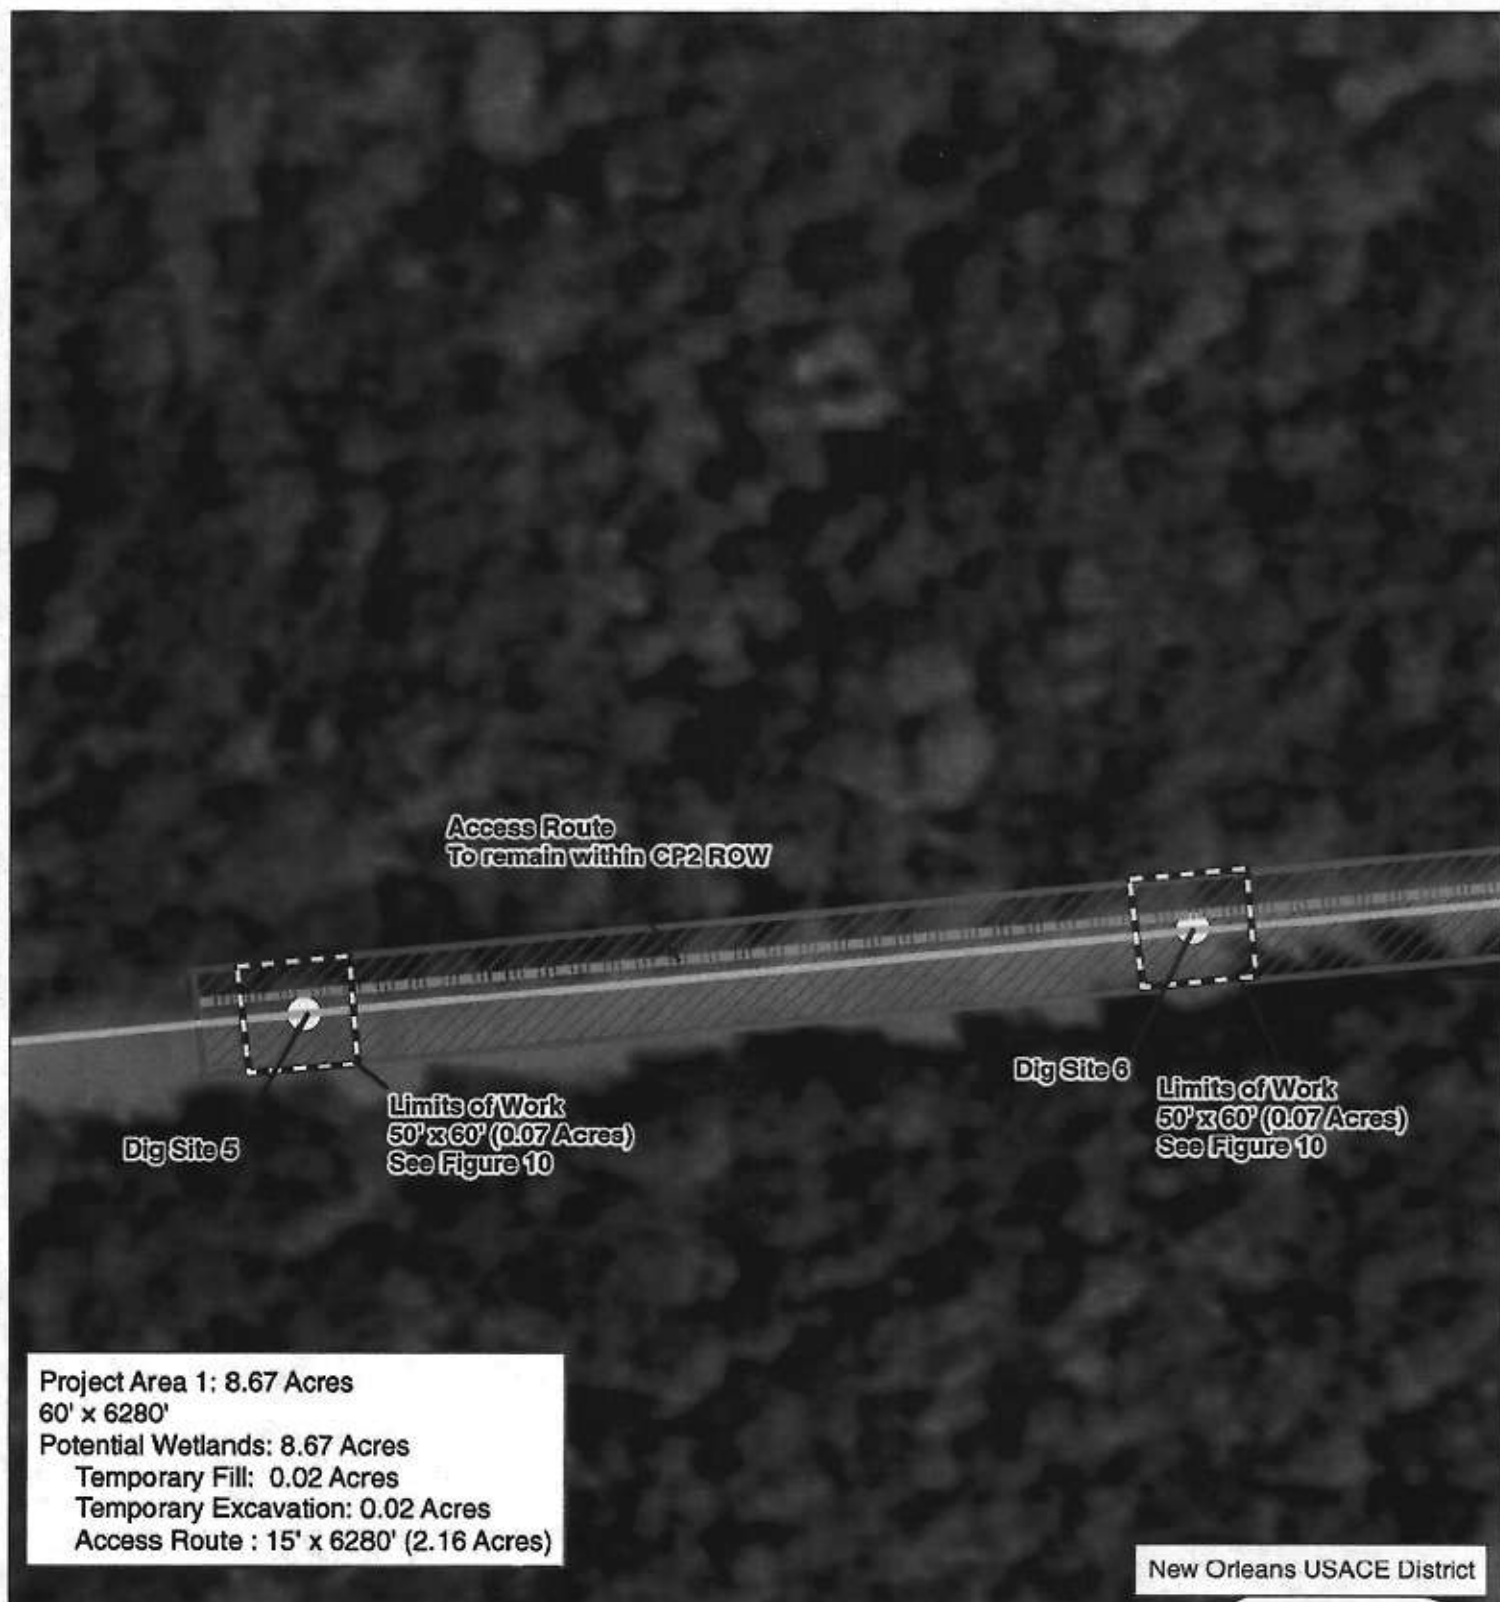 Access Route
To remain within CP2 ROW
Dig Site 5
Limits of Work
50' x 60' (0.07 Acres)
See Figure 10
Dig Site 6
Limits of Work
50' x 60' (0.07 Acres)
See Figure 10
Project Area 1: 8.67 Acres
60' x 6280'
Potential Wetlands: 8.67 Acres
Temporary Fill: 0.02 Acres
Temporary Excavation: 0.02 Acres
Access Route : 15' x 6280' (2.16 Acres)
New Orleans USACE District